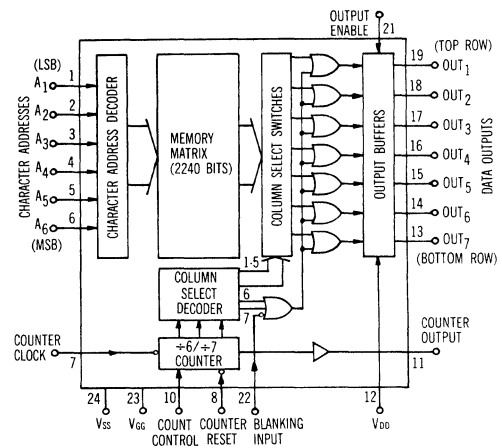 OUTPUT
ENABLE
21
(TOP ROW)
(LSB)
A1
1
A2
2
A3
3
A4
4
A5
5
A6
6
(MSB)
CHARACTER ADDRESSES
CHARACTER ADDRESS DECODER
MEMORY
MATRIX
(2240 BITS)
COLUMN SELECT SWITCHES
OUTPUT BUFFERS
19
OUT1
18
OUT2
17
OUT3
16
OUT4
15
OUT5
14
OUT6
13
OUT7
(BOTTOM ROW)
DATA OUTPUTS
1-5
COLUMN
SELECT
DECODER
6
7
COUNTER
CLOCK
7
÷6/÷7
COUNTER
COUNTER
OUTPUT
11
24
23
10
8
22
12
VSS
VGG
COUNT
CONTROL
COUNTER
RESET
BLANKING
INPUT
VDD